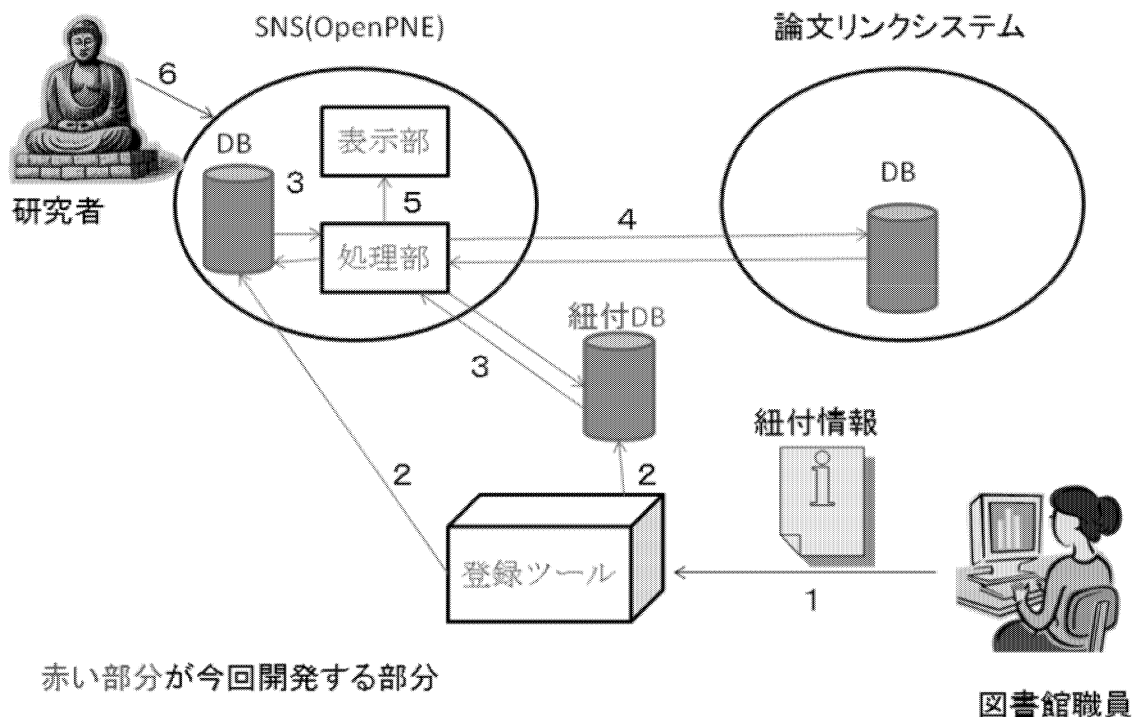 SNS(OpenPNE)
論文リンクシステム
6
DB
表示部
3
5
4
DB
研究者
処理部
紐付DB
3
紐付情報
i
2
2
登録ツール
1
赤い部分が今回開発する部分
図書館職員